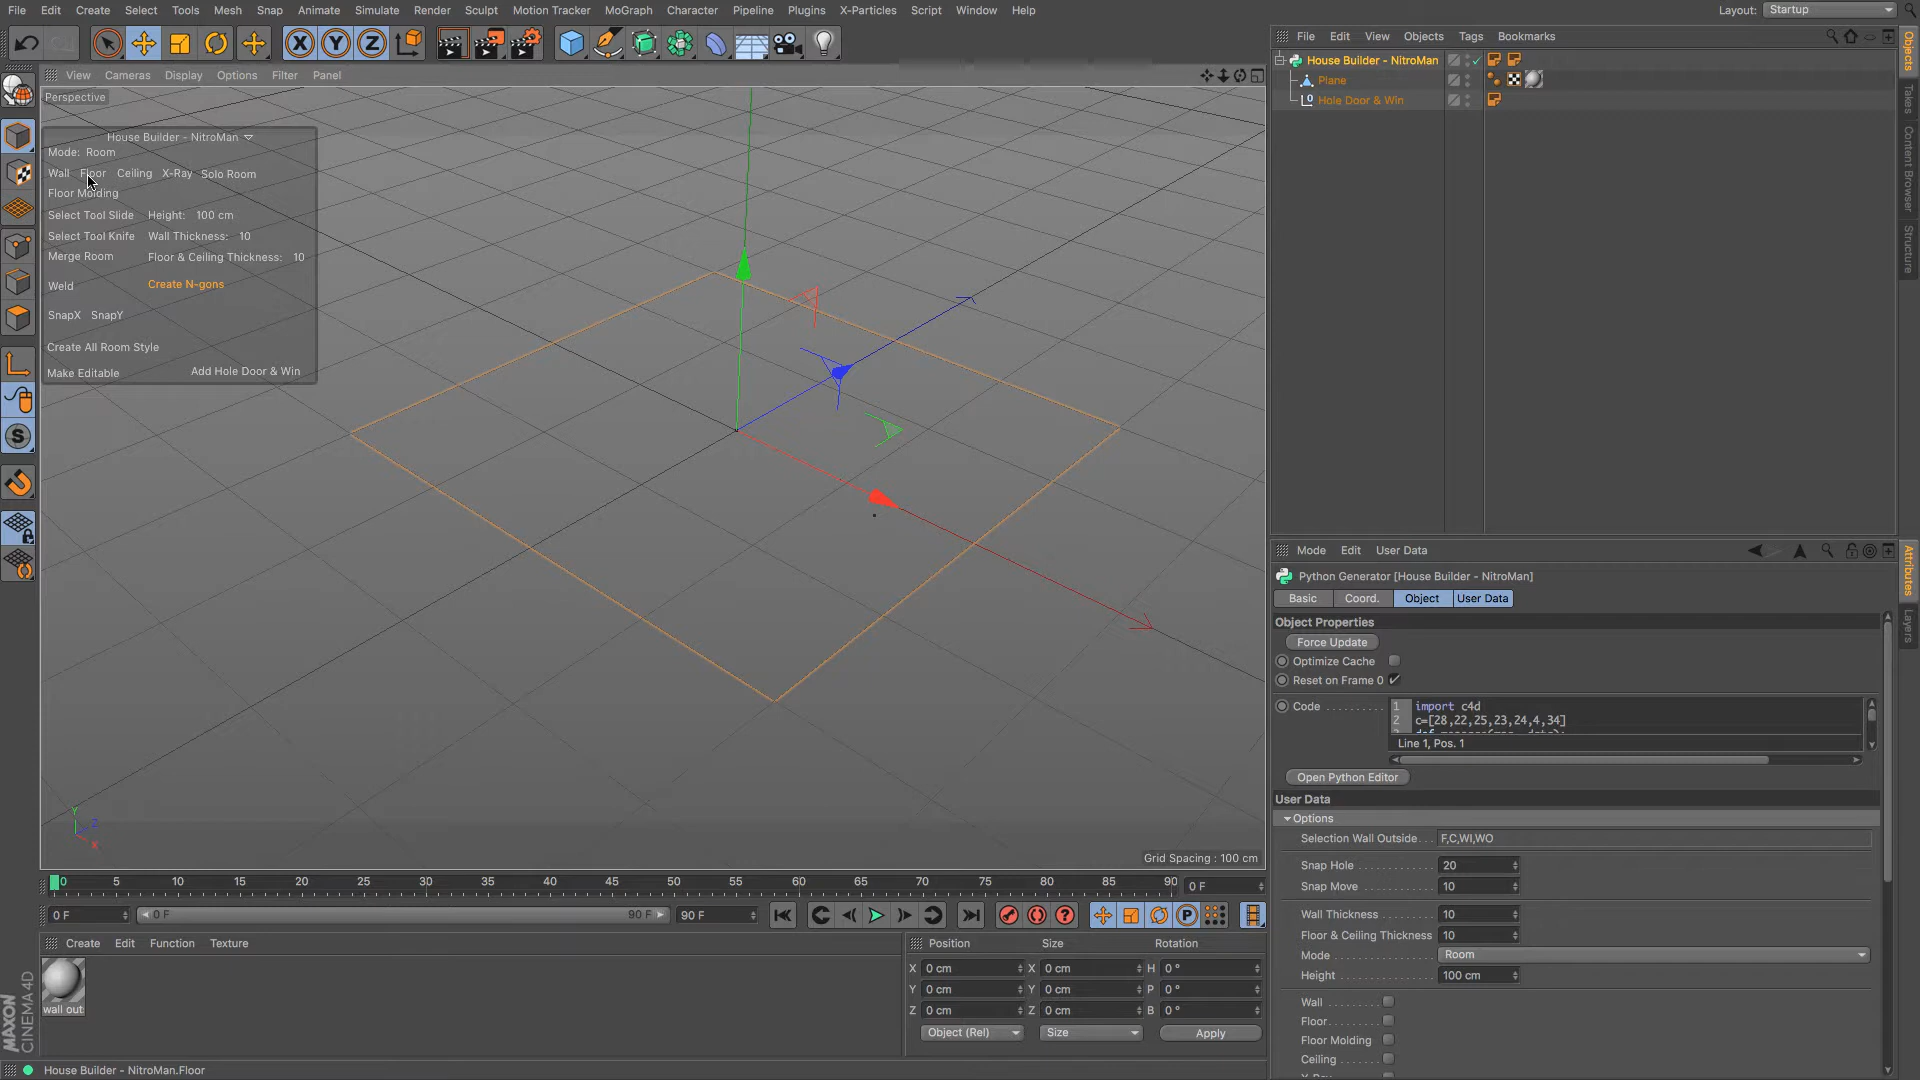 File Edit Create Select Tools Mesh Snap Animate Simulate Render Sculpt Motion Tracker MoGraph Character Pipeline Plugins X-Particles Script Window Help Layout: Startup
File Edit View Objects Tags Bookmarks
House Builder - NitroMan
Plane
Hole Door & Win
View Cameras Display Options Filter Panel
Perspective
House Builder - NitroMan
Mode: Room
Wall Floor Ceiling X-Ray Solo Room
Floor Molding
Select Tool Slide Height: 100 cm
Select Tool Knife Wall Thickness: 10
Merge Room Floor & Ceiling Thickness: 10
Weld Create N-gons
SnapX SnapY
Create All Room Style
Make Editable Add Hole Door & Win
Y
Z
X
Grid Spacing : 100 cm
Objects
Takes
Content Browser
Structure
Mode Edit User Data
Python Generator [House Builder - NitroMan]
Basic Coord. Object User Data
Object Properties
Force Update
Optimize Cache
Reset on Frame 0
Code
1 import c4d
2 c=[28,22,25,23,24,4,34]
Line 1, Pos. 1
Open Python Editor
User Data
Options
Selection Wall Outside F,C,WI,WO
Snap Hole 20
Snap Move 10
Wall Thickness 10
Floor & Ceiling Thickness 10
Mode Room
Height 100 cm
Wall
Floor
Floor Molding
Ceiling
Attributes
Layers
0 5 10 15 20 25 30 35 40 45 50 55 60 65 70 75 80 85 90 0 F
0 F 0 F 90 F 90 F
Create Edit Function Texture
wall out
Position Size Rotation
X 0 cm X 0 cm H 0 °
Y 0 cm Y 0 cm P 0 °
Z 0 cm Z 0 cm B 0 °
Object (Rel) Size Apply
MAXON
CINEMA 4D
House Builder - NitroMan.Floor